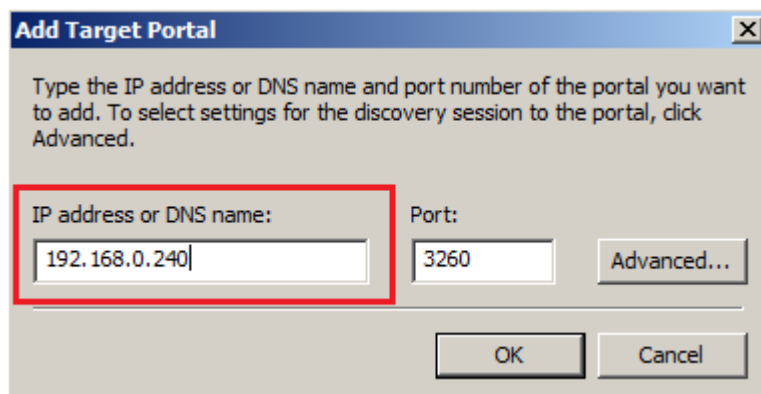 Add Target Portal
Type the IP address or DNS name and port number of the portal you want
to add. To select settings for the discovery session to the portal, click
Advanced.
IP address or DNS name:
Port:
192.168.0.240
3260
Advanced...
OK
Cancel